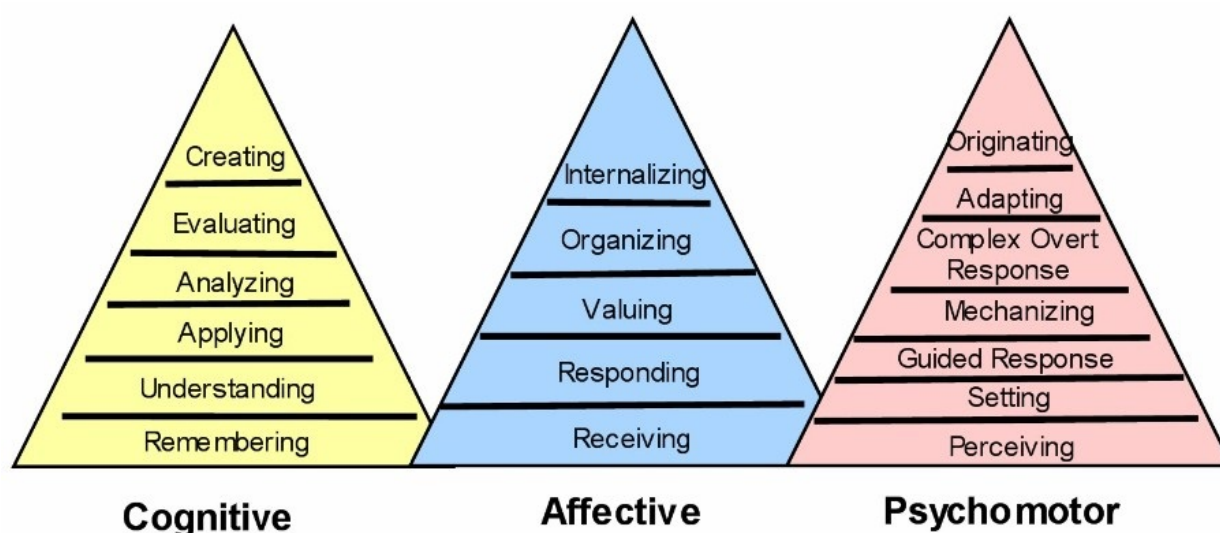 Creating
Evaluating
Analyzing
Applying
Understanding
Remembering
Cognitive
Internalizing
Organizing
Valuing
Responding
Receiving
Affective
Originating
Adapting
Complex Overt
Response
Mechanizing
Guided Response
Setting
Perceiving
Psychomotor